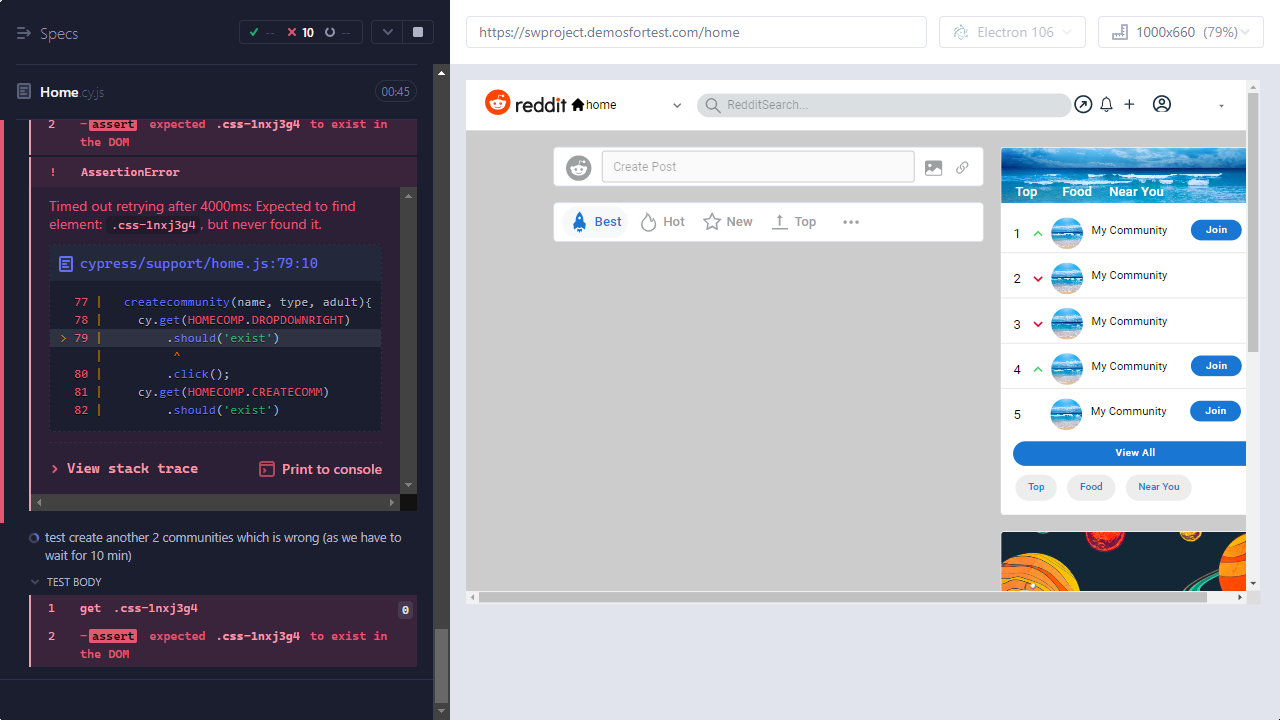 Specs
--
10
--
https://swproject.demosfortest.com/home
Electron 106
1000x660 (79%)
Home.cy.js
00:45
2 -assert expected .css-1nxj3g4 to exist in
the DOM
! AssertionError
Timed out retrying after 4000ms: Expected to find
element: .css-1nxj3g4, but never found it.
cypress/support/home.js:79:10
77 | createcommunity(name, type, adult){
78 | cy.get(HOMECOMP.DROPDOWNRIGHT)
> 79 | .should('exist')
| ^
80 | .click();
81 | cy.get(HOMECOMP.CREATECOMM)
82 | .should('exist')
> View stack trace
Print to console
test create another 2 communities which is wrong (as we have to
wait for 10 min)
TEST BODY
1 get .css-1nxj3g4 0
2 -assert expected .css-1nxj3g4 to exist in
the DOM
reddit
home
RedditSearch...
Create Post
Best
Hot
New
Top
Top Food Near You
1 My Community Join
2 My Community
3 My Community
4 My Community Join
5 My Community Join
View All
Top Food Near You